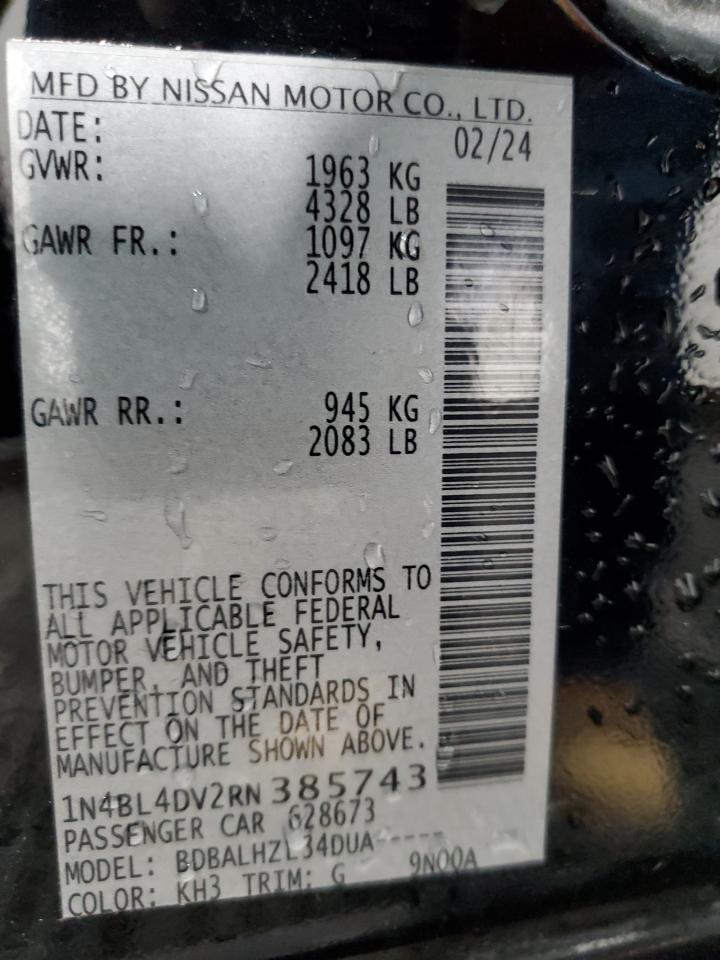 MFD BY NISSAN MOTOR CO., LTD.
DATE: 02/24
GVWR: 1963 KG
4328 LB
GAWR FR.: 1097 KG
2418 LB
GAWR RR.: 945 KG
2083 LB
THIS VEHICLE CONFORMS TO
ALL APPLICABLE FEDERAL
MOTOR VEHICLE SAFETY,
BUMPER, AND THEFT
PREVENTION STANDARDS IN
EFFECT ON THE DATE OF
MANUFACTURE SHOWN ABOVE.
1N4BL4DV2RN385743
PASSENGER CAR 628673
MODEL: BDBALHZL34DUA-----
COLOR: KH3 TRIM: G 9N00A